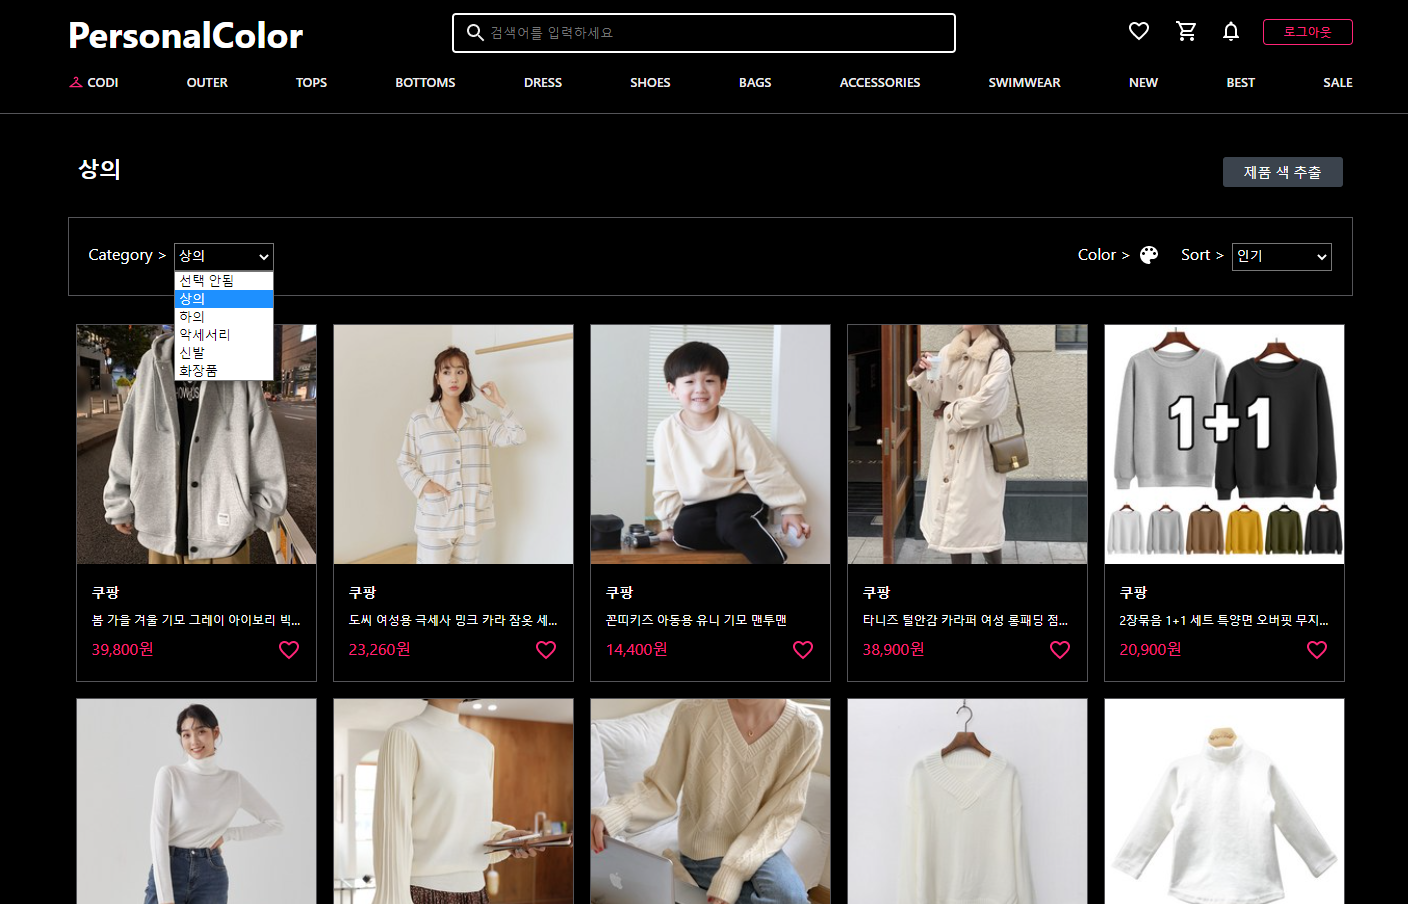 PersonalColor
검색어를 입력하세요
로그아웃
CODI OUTER TOPS BOTTOMS DRESS SHOES BAGS ACCESSORIES SWIMWEAR NEW BEST SALE
상의
제품 색 추출
Category > 상의
Color > Sort > 인기
선택 안됨
상의
하의
악세서리
신발
화장품
1+1
쿠팡
봄 가을 겨울 기모 그레이 아이보리 빅...
39,800원
쿠팡
도씨 여성용 극세사 밍크 카라 잠옷 세...
23,260원
쿠팡
꼰띠키즈 아동용 유니 기모 맨투맨
14,400원
쿠팡
타니즈 털안감 카라퍼 여성 롱패딩 점...
38,900원
쿠팡
2장묶음 1+1 세트 특양면 오버핏 무지...
20,900원